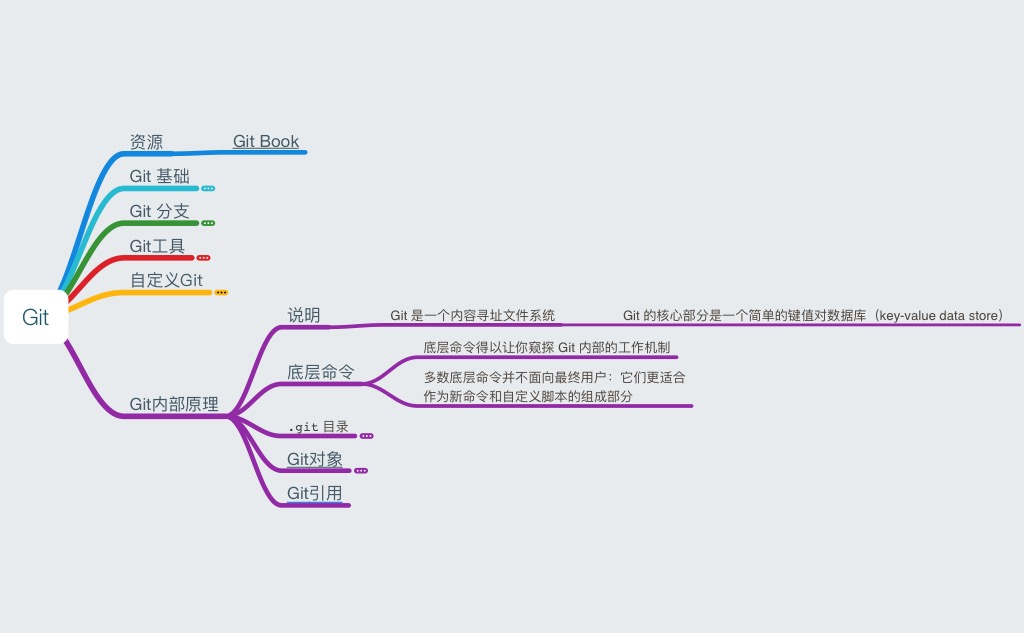 资源
Git Book
Git 基础
Git 分支
Git工具
自定义Git
Git
说明
Git 是一个内容寻址文件系统
Git 的核心部分是一个简单的键值对数据库（key-value data store）
底层命令得以让你窥探 Git 内部的工作机制
底层命令
多数底层命令并不面向最终用户：它们更适合
作为新命令和自定义脚本的组成部分
Git内部原理
.git 目录
Git对象
Git引用